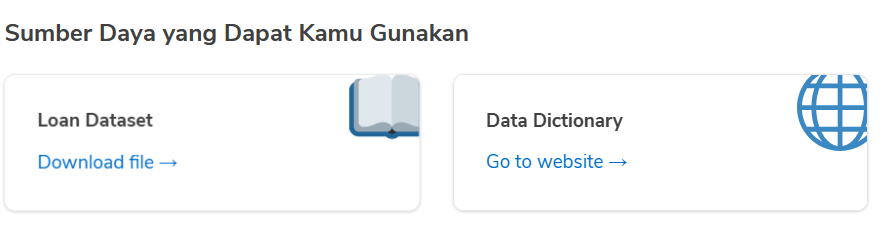 Sumber Daya yang Dapat Kamu Gunakan
Loan Dataset
Download file →
Data Dictionary
Go to website →